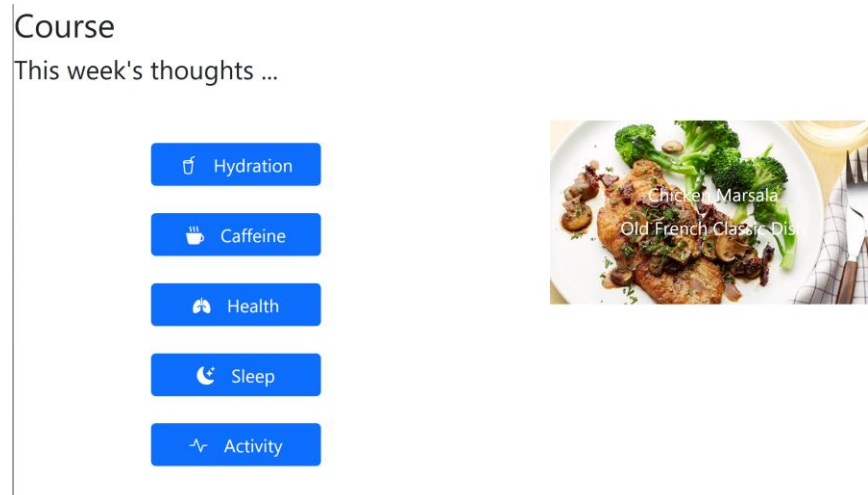 Course
This week's thoughts ...
Hydration
Caffeine
Health
Sleep
Activity
Chicken Marsala
Old French Classic Dish